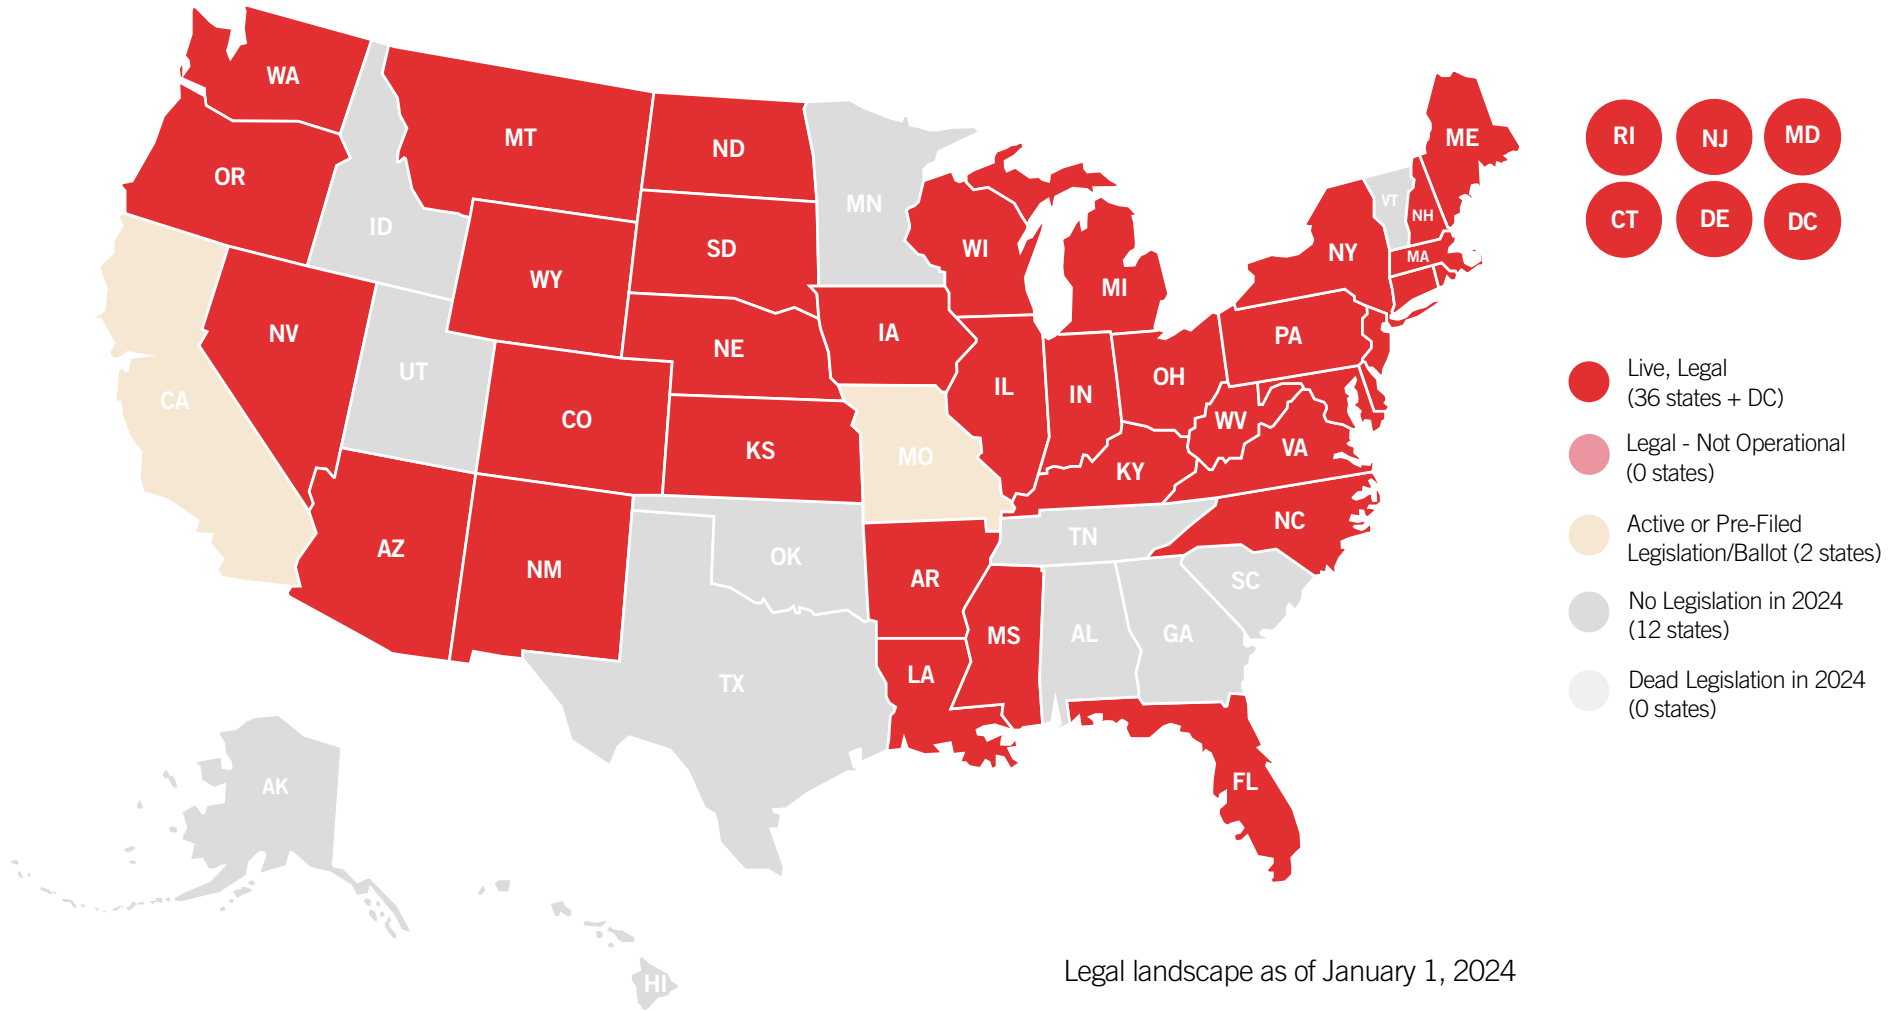 WA
MT
ND
OR
ID
MN
SD
WY
WI
MI
ME
VT
NH
NY
MA
RI
NJ
MD
CT
DE
DC
NV
UT
CA
NE
IA
CO
KS
MO
IL
IN
OH
PA
WV
VA
KY
NC
TN
AZ
NM
OK
AR
TX
LA
MS
AL
GA
SC
FL
AK
HI
Live, Legal
(36 states + DC)
Legal - Not Operational
(0 states)
Active or Pre-Filed
Legislation/Ballot (2 states)
No Legislation in 2024
(12 states)
Dead Legislation in 2024
(0 states)
Legal landscape as of January 1, 2024